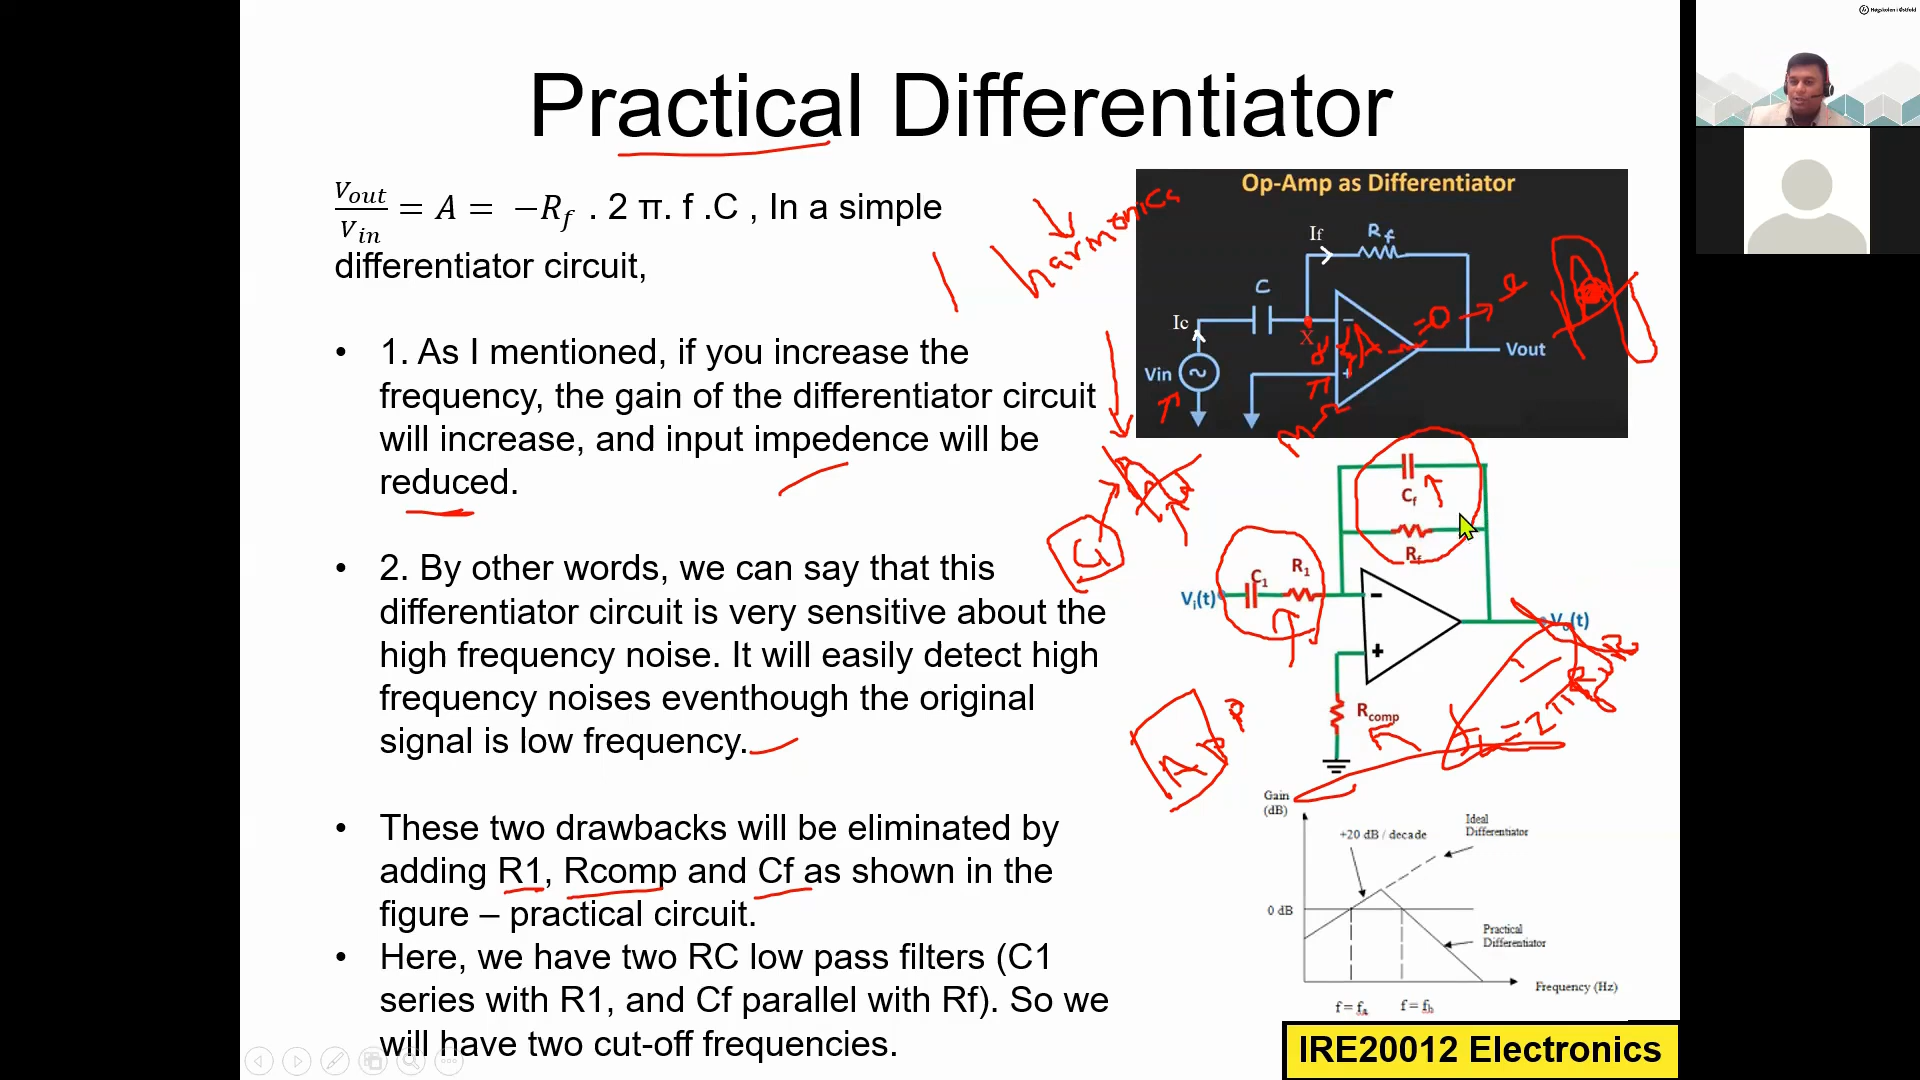 Høgskolen i Østfold
Practical Differentiator
Vout/Vin = A = −Rf . 2 π. f .C , In a simple
differentiator circuit,
• 1. As I mentioned, if you increase the
frequency, the gain of the differentiator circuit
will increase, and input impedence will be
reduced.
• 2. By other words, we can say that this
differentiator circuit is very sensitive about the
high frequency noise. It will easily detect high
frequency noises eventhough the original
signal is low frequency.
• These two drawbacks will be eliminated by
adding R1, Rcomp and Cf as shown in the
figure – practical circuit.
• Here, we have two RC low pass filters (C1
series with R1, and Cf parallel with Rf). So we
will have two cut-off frequencies.
harmonics
Op-Amp as Differentiator
If
Rf
C
Ic
X
−
=0
Vin
+
Vout
Cf
Rf
C1
R1
Vi(t)
-
+
Vo(t)
Rcomp
A
Gain
(dB)
+20 dB / decade
Ideal
Differentiator
0 dB
Practical
Differentiator
Frequency (Hz)
f = fa
f = fb
IRE20012 Electronics